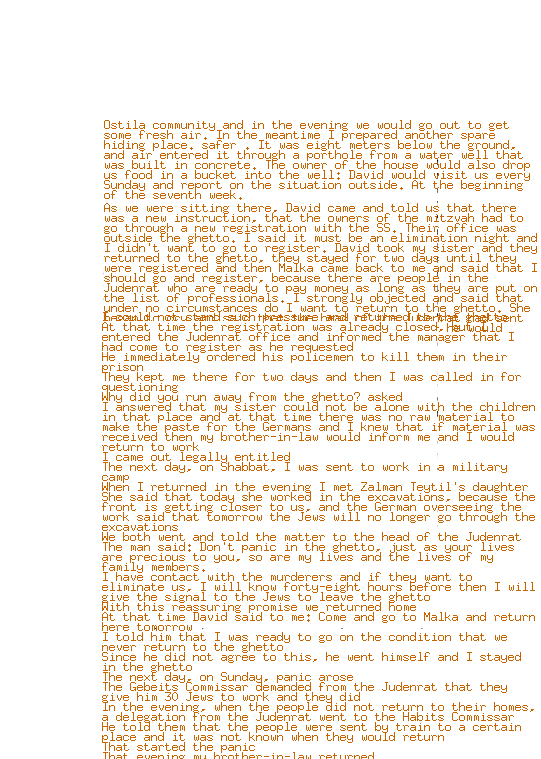 Ostila community and in the evening we would go out to get
some fresh air. In the meantime I prepared another spare
hiding place, safer . It was eight meters below the ground,
and air entered it through a porthole from a water well that
was built in concrete. The owner of the house would also drop
us food in a bucket into the well: David would visit us every
Sunday and report on the situation outside. At the beginning
of the seventh week.
As we were sitting there, David came and told us that there
was a new instruction, that the owners of the mitzvah had to
go through a new registration with the SS. Their office was
outside the ghetto, I said it must be an elimination night and
I didn't want to go to register. David took my sister and they
returned to the ghetto, they stayed for two days until they
were registered and then Malka came back to me and said that I
should go and register, because there are people in the
Judenrat who are ready to pay money as long as they are put on
the list of professionals. I strongly objected and said that
under no circumstances do I want to return to the ghetto. She
could not stand such pressure and returned to the ghetto
At that time the registration was already closed, but I
entered the Judenrat office and informed the manager that I
had come to register as he requested
He immediately ordered his policemen to kill them in their
prison
They kept me there for two days and then I was called in for
questioning
Why did you run away from the ghetto? asked
I answered that my sister could not be alone with the children
in that place and at that time there was no raw material to
make the paste for the Germans and I knew that if material was
received then my brother-in-law would inform me and I would
return to work
I came out legally entitled
The next day, on Shabbat, I was sent to work in a military
camp
When I returned in the evening I met Zalman Teytil's daughter
She said that today she worked in the excavations, because the
front is getting closer to us, and the German overseeing the
work said that tomorrow the Jews will no longer go through the
excavations
We both went and told the matter to the head of the Judenrat
The man said: Don't panic in the ghetto, just as your lives
are precious to you, so are my lives and the lives of my
family members.
I have contact with the murderers and if they want to
eliminate us, I will know forty-eight hours before then I will
give the signal to the Jews to leave the ghetto
With this reassuring promise we returned home
At that time David said to me: Come and go to Malka and return
here tomorrow
I told him that I was ready to go on the condition that we
never return to the ghetto
Since he did not agree to this, he went himself and I stayed
in the ghetto
The next day, on Sunday, panic arose
The Gebeits Commissar demanded from the Judenrat that they
give him 30 Jews to work and they did
In the evening, when the people did not return to their homes,
a delegation from the Judenrat went to the Habits Commissar
He told them that the people were sent by train to a certain
place and it was not known when they would return
That started the panic
That evening my brother-in-law returned